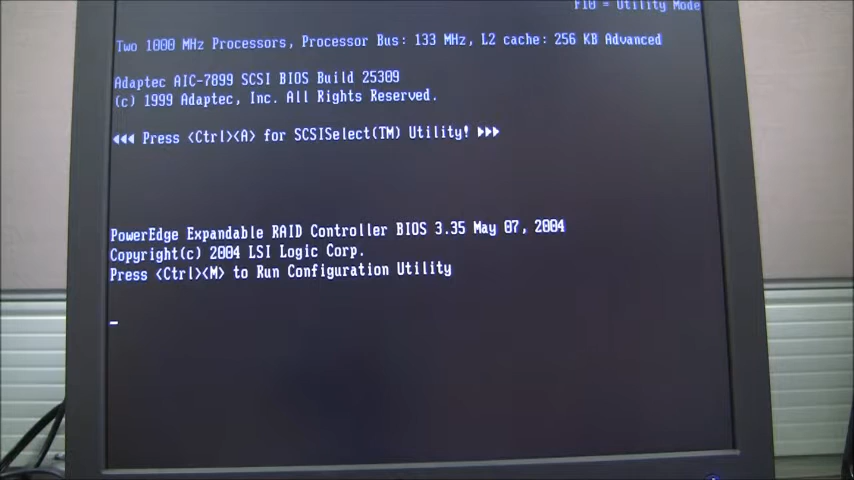 F10 = Utility Mode
Two 1000 MHz Processors, Processor Bus: 133 MHz, L2 cache: 256 KB Advanced
Adaptec AIC-7899 SCSI BIOS Build 25309
(c) 1999 Adaptec, Inc. All Rights Reserved.
◄◄◄ Press <Ctrl><A> for SCSISelect(TM) Utility! ►►►
PowerEdge Expandable RAID Controller BIOS 3.35 May 07, 2004
Copyright(c) 2004 LSI Logic Corp.
Press <Ctrl><M> to Run Configuration Utility